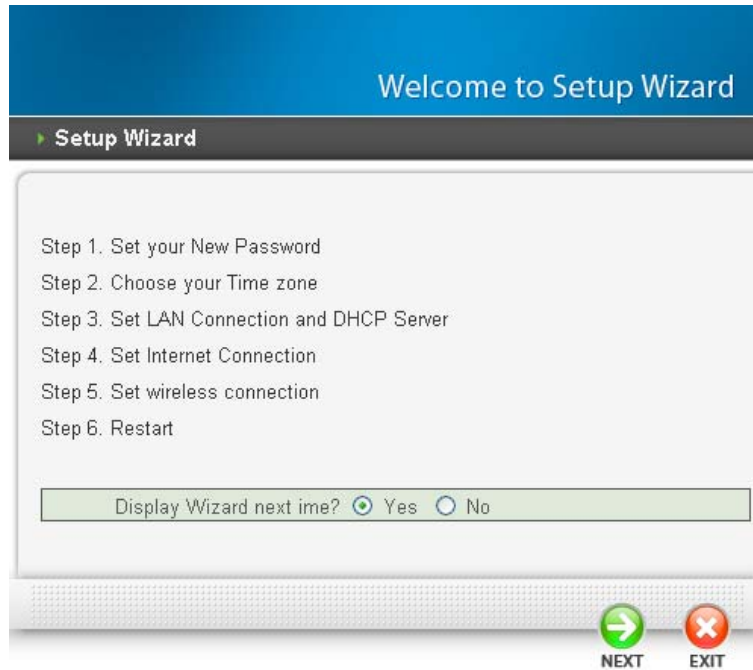 Welcome to Setup Wizard
Setup Wizard
Step 1. Set your New Password
Step 2. Choose your Time zone
Step 3. Set LAN Connection and DHCP Server
Step 4. Set Internet Connection
Step 5. Set wireless connection
Step 6. Restart
Display Wizard next ime? Yes No
NEXT EXIT